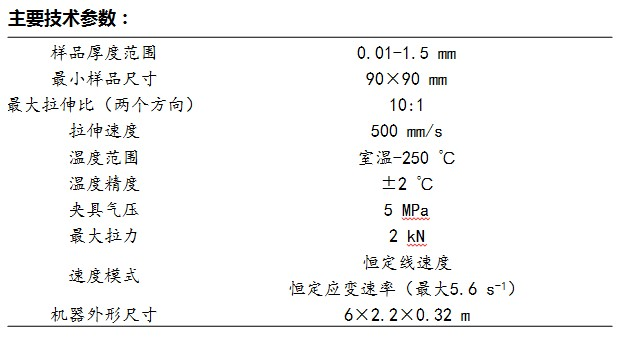 主要技术参数：
样品厚度范围 0.01-1.5 mm
最小样品尺寸 90×90 mm
最大拉伸比（两个方向） 10:1
拉伸速度 500 mm/s
温度范围 室温-250 ℃
温度精度 ±2 ℃
夹具气压 5 MPa
最大拉力 2 kN
速度模式 恒定线速度
恒定应变速率（最大5.6 s⁻¹）
机器外形尺寸 6×2.2×0.32 m